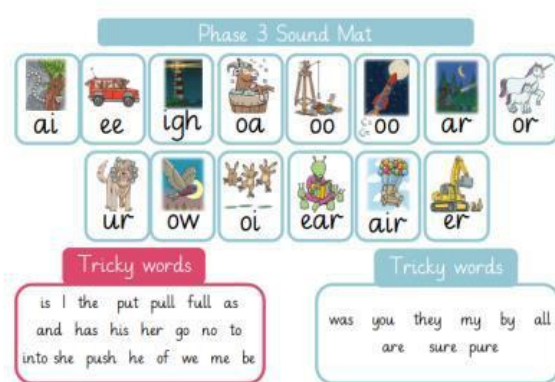 Phase 3 Sound Mat
ai ee igh oa oo oo ar or
ur ow oi ear air er
Tricky words
is I the put pull full as
and has his her go no to
into she push he of we me be
Tricky words
was you they my by all
are sure pure